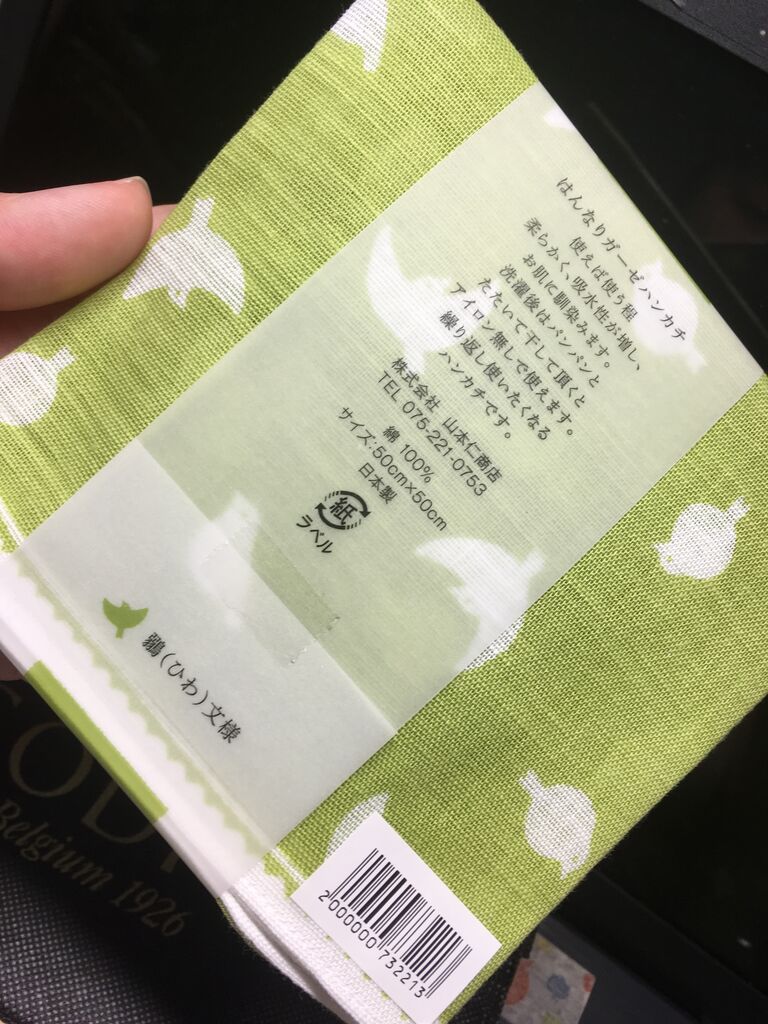 はんなりガーゼハンカチ
使えば使う程
柔らかく、吸水性が増し、
お肌に馴染みます。
洗濯後はパンパンと
たたいて干して頂くと
アイロン無しで使えます。
繰り返し使いたくなる
ハンカチです。
株式会社 山本仁商店
TEL 075-221-0753
綿 100%
サイズ:50cm×50cm
日本製
紙
ラベル
鶸(ひわ)文様
2000000732213
Belgium 1926